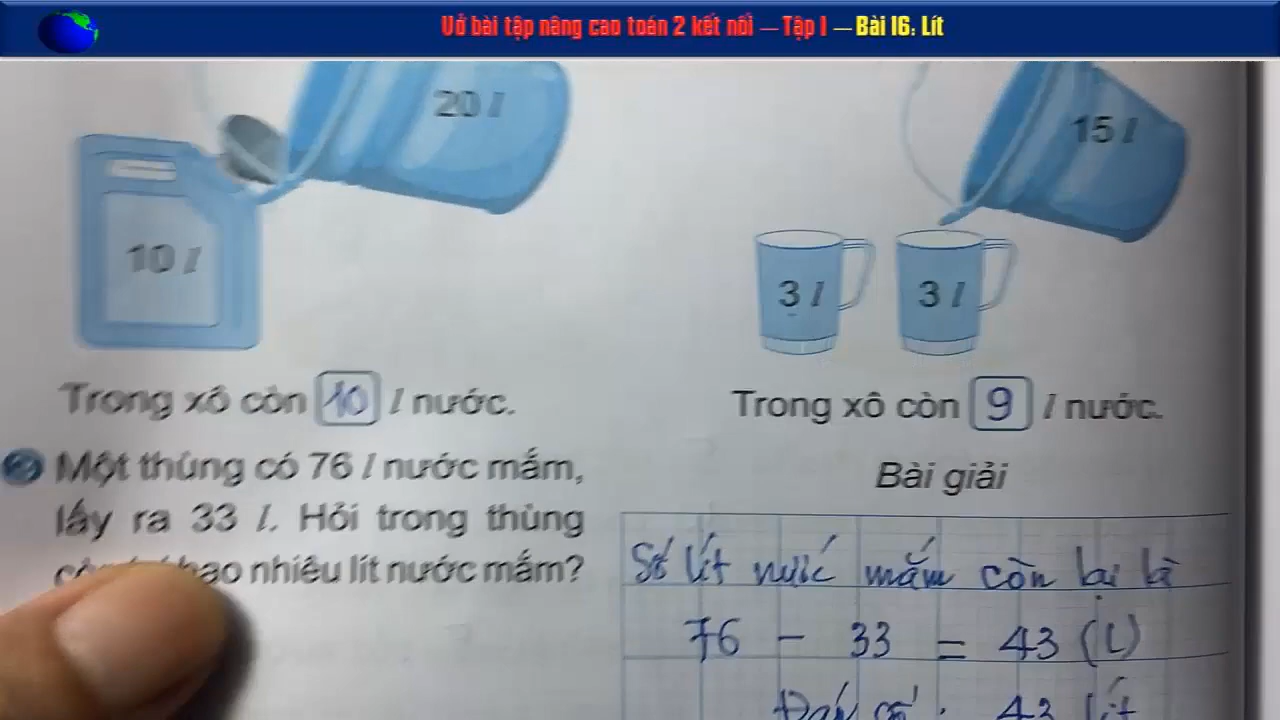 Vở bài tập nâng cao toán 2 kết nối – Tập 1 – Bài 16: Lít
20 l
15 l
10 l
3 l
3 l
Trong xô còn 10 l nước.
Trong xô còn 9 l nước.
Một thùng có 76 l nước mắm,
lấy ra 33 l. Hỏi trong thùng
bao nhiêu lít nước mắm?
Bài giải
Số lít nước mắm còn lại là
76 - 33 = 43 (L)
Đáp số: 43 lít